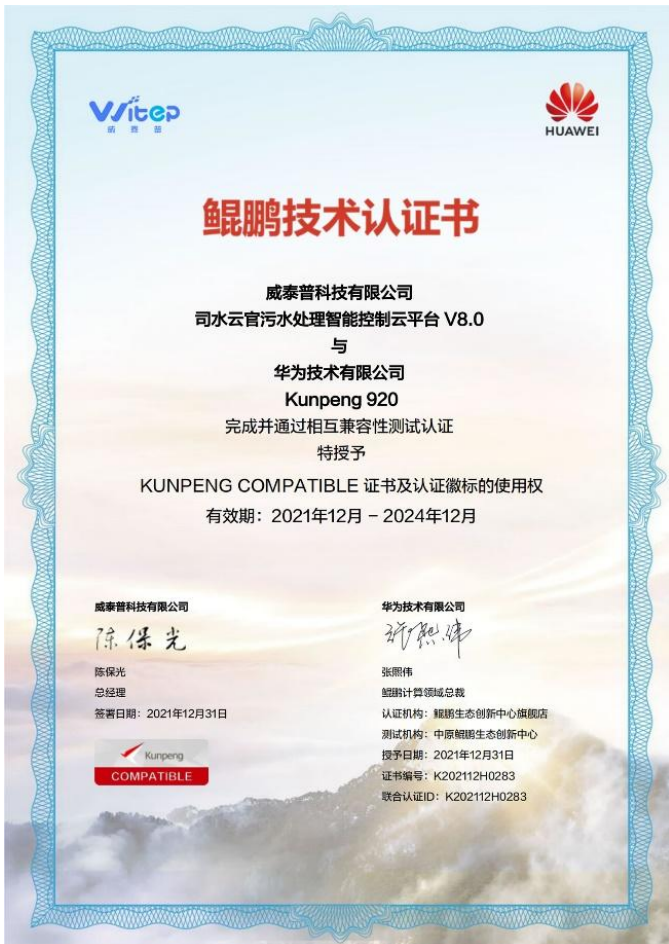 Witep
威泰普
HUAWEI
鲲鹏技术认证书
威泰普科技有限公司
司水云官污水处理智能控制云平台 V8.0
与
华为技术有限公司
Kunpeng 920
完成并通过相互兼容性测试认证
特授予
KUNPENG COMPATIBLE 证书及认证徽标的使用权
有效期：2021年12月 – 2024年12月
威泰普科技有限公司
陈保光
陈保光
总经理
签署日期：2021年12月31日
Kunpeng
COMPATIBLE
华为技术有限公司
张熙伟
张熙伟
鲲鹏计算领域总裁
认证机构：鲲鹏生态创新中心旗舰店
测试机构：中原鲲鹏生态创新中心
授予日期：2021年12月31日
证书编号：K202112H0283
联合认证ID：K202112H0283